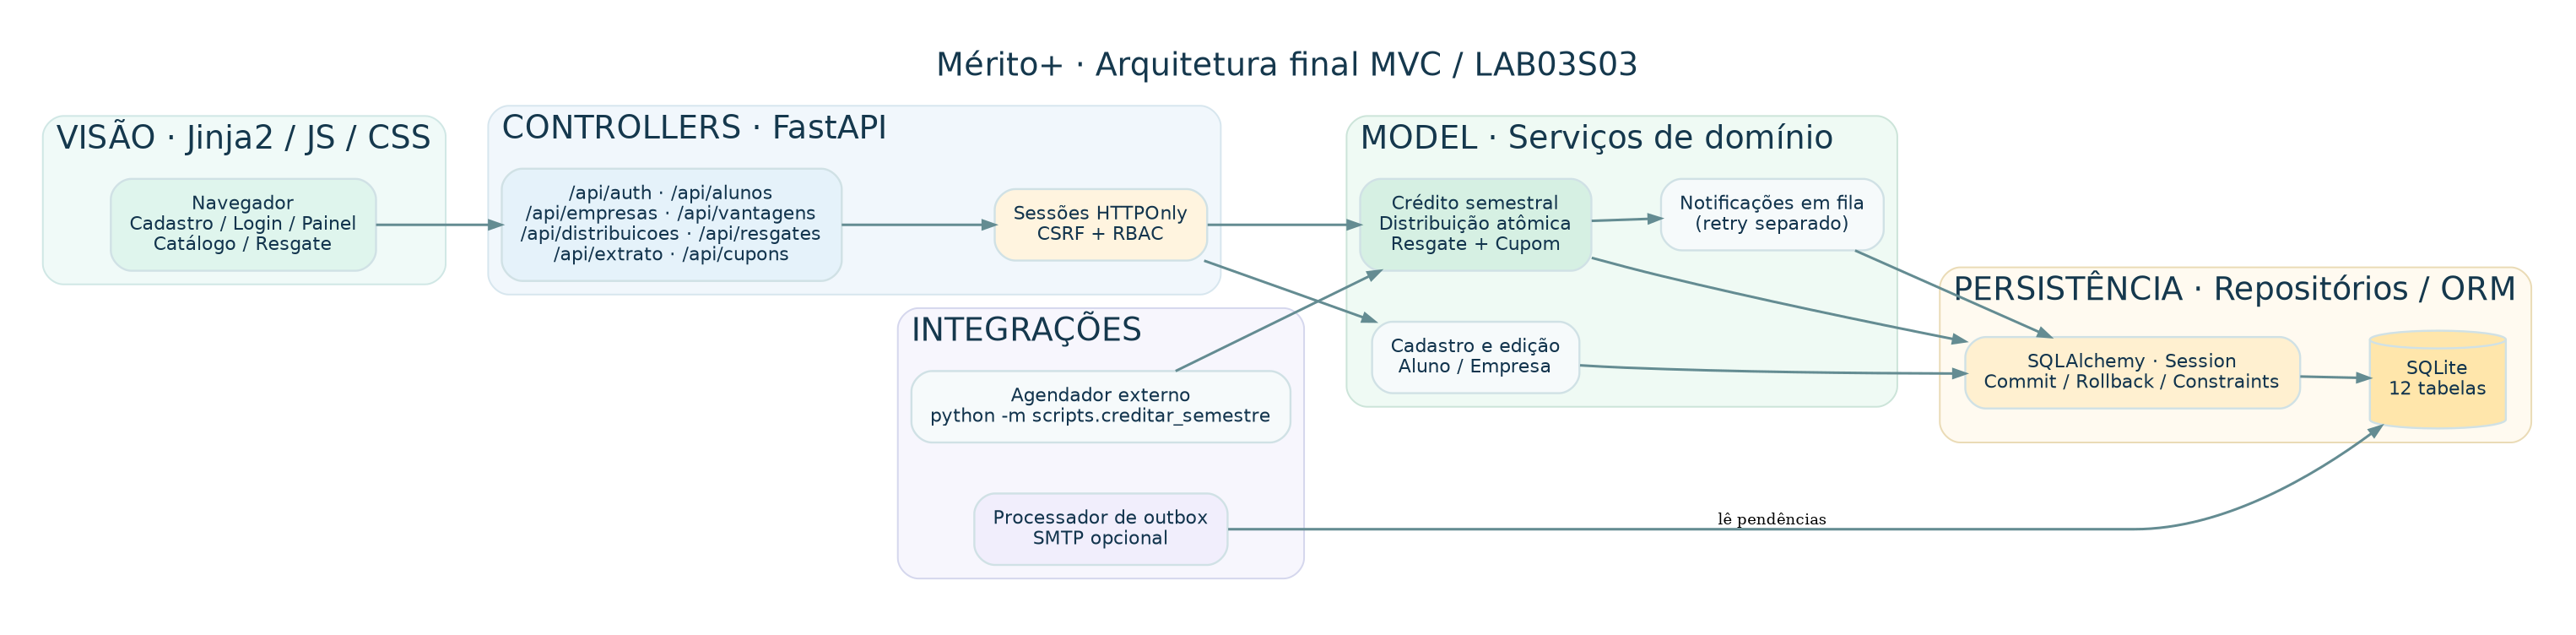 Mérito+ · Arquitetura final MVC / LAB03S03
VISÃO · Jinja2 / JS / CSS
Navegador
Cadastro / Login / Painel
Catálogo / Resgate
CONTROLLERS · FastAPI
/api/auth · /api/alunos
/api/empresas · /api/vantagens
/api/distribuicoes · /api/resgates
/api/extrato · /api/cupons
Sessões HTTPOnly
CSRF + RBAC
INTEGRAÇÕES
Agendador externo
python -m scripts.creditar_semestre
Processador de outbox
SMTP opcional
MODEL · Serviços de domínio
Crédito semestral
Distribuição atômica
Resgate + Cupom
Notificações em fila
(retry separado)
Cadastro e edição
Aluno / Empresa
PERSISTÊNCIA · Repositórios / ORM
SQLAlchemy · Session
Commit / Rollback / Constraints
SQLite
12 tabelas
lê pendências